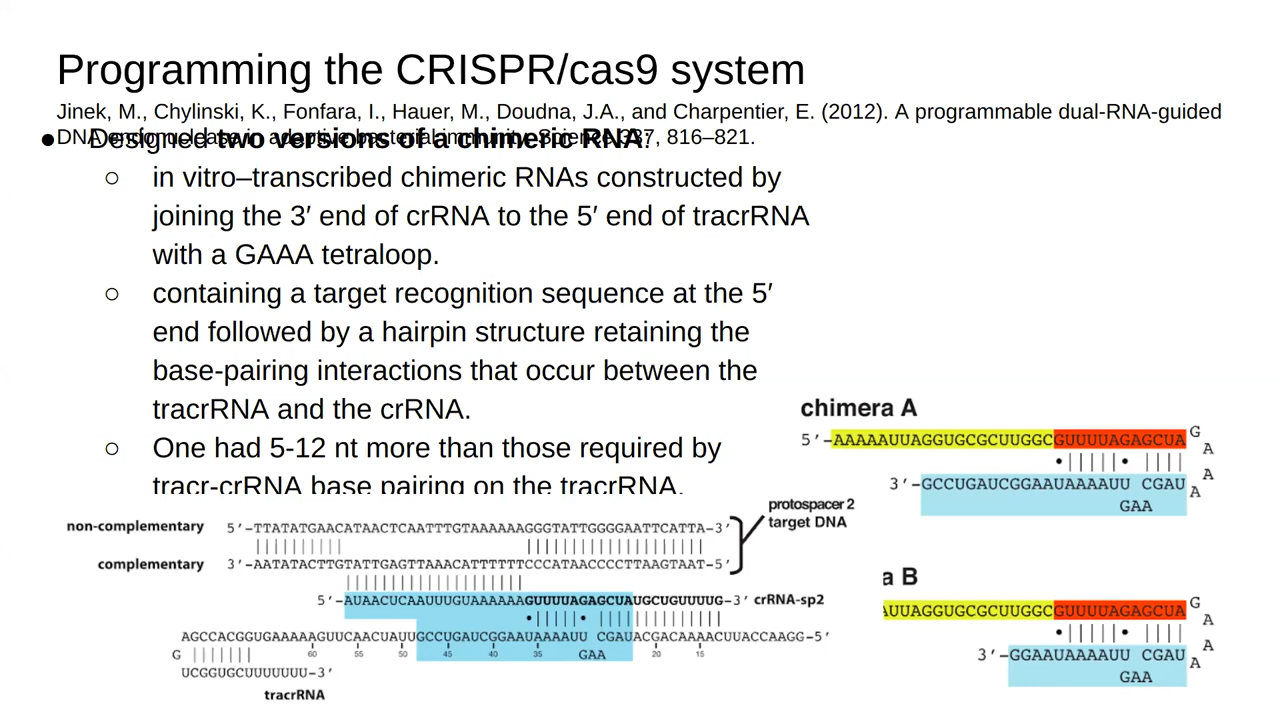 Programming the CRISPR/cas9 system
Jinek, M., Chylinski, K., Fonfara, I., Hauer, M., Doudna, J.A., and Charpentier, E. (2012). A programmable dual-RNA-guided
DNA endonuclease in adaptive bacterial immunity. Science 337, 816–821.
● Designed two versions of a chimeric RNA:
○ in vitro–transcribed chimeric RNAs constructed by
joining the 3′ end of crRNA to the 5′ end of tracrRNA
with a GAAA tetraloop.
○ containing a target recognition sequence at the 5′
end followed by a hairpin structure retaining the
base-pairing interactions that occur between the
tracrRNA and the crRNA.
○ One had 5-12 nt more than those required by
tracr-crRNA base pairing on the tracrRNA.
chimera A
5′-AAAAAUUAGGUGCGCUUGGCGUUUUAGAGCUA
G
A
A
A
3′-GCCUGAUCGGAAUAAAAUU CGAU
GAA
protospacer 2
target DNA
non-complementary 5′-TTATATGAACATAACTCAATTTGTAAAAAAGGGTATTGGGGAATTCATTA-3′
complementary 3′-AATATACTTGTATTGAGTTAAACATTTTTTCCCATAACCCCTTAAGTAAT-5′
5′-AUAACUCAAUUUGUAAAAAAGUUUUAGAGCUAUGCUGUUUUG-3′ crRNA-sp2
AGCCACGGUGAAAAAGUUCAACUAUUGCCUGAUCGGAAUAAAAUU CGAUACGACAAAACUUACCAAGG-5′
G 60 55 50 45 40 35 GAA 20 15
UCGGUGCUUUUUUU-3′
tracrRNA
a B
AUUAGGUGCGCUUGGCGUUUUAGAGCUA
G
A
A
A
3′-GGAAUAAAAUU CGAU
GAA